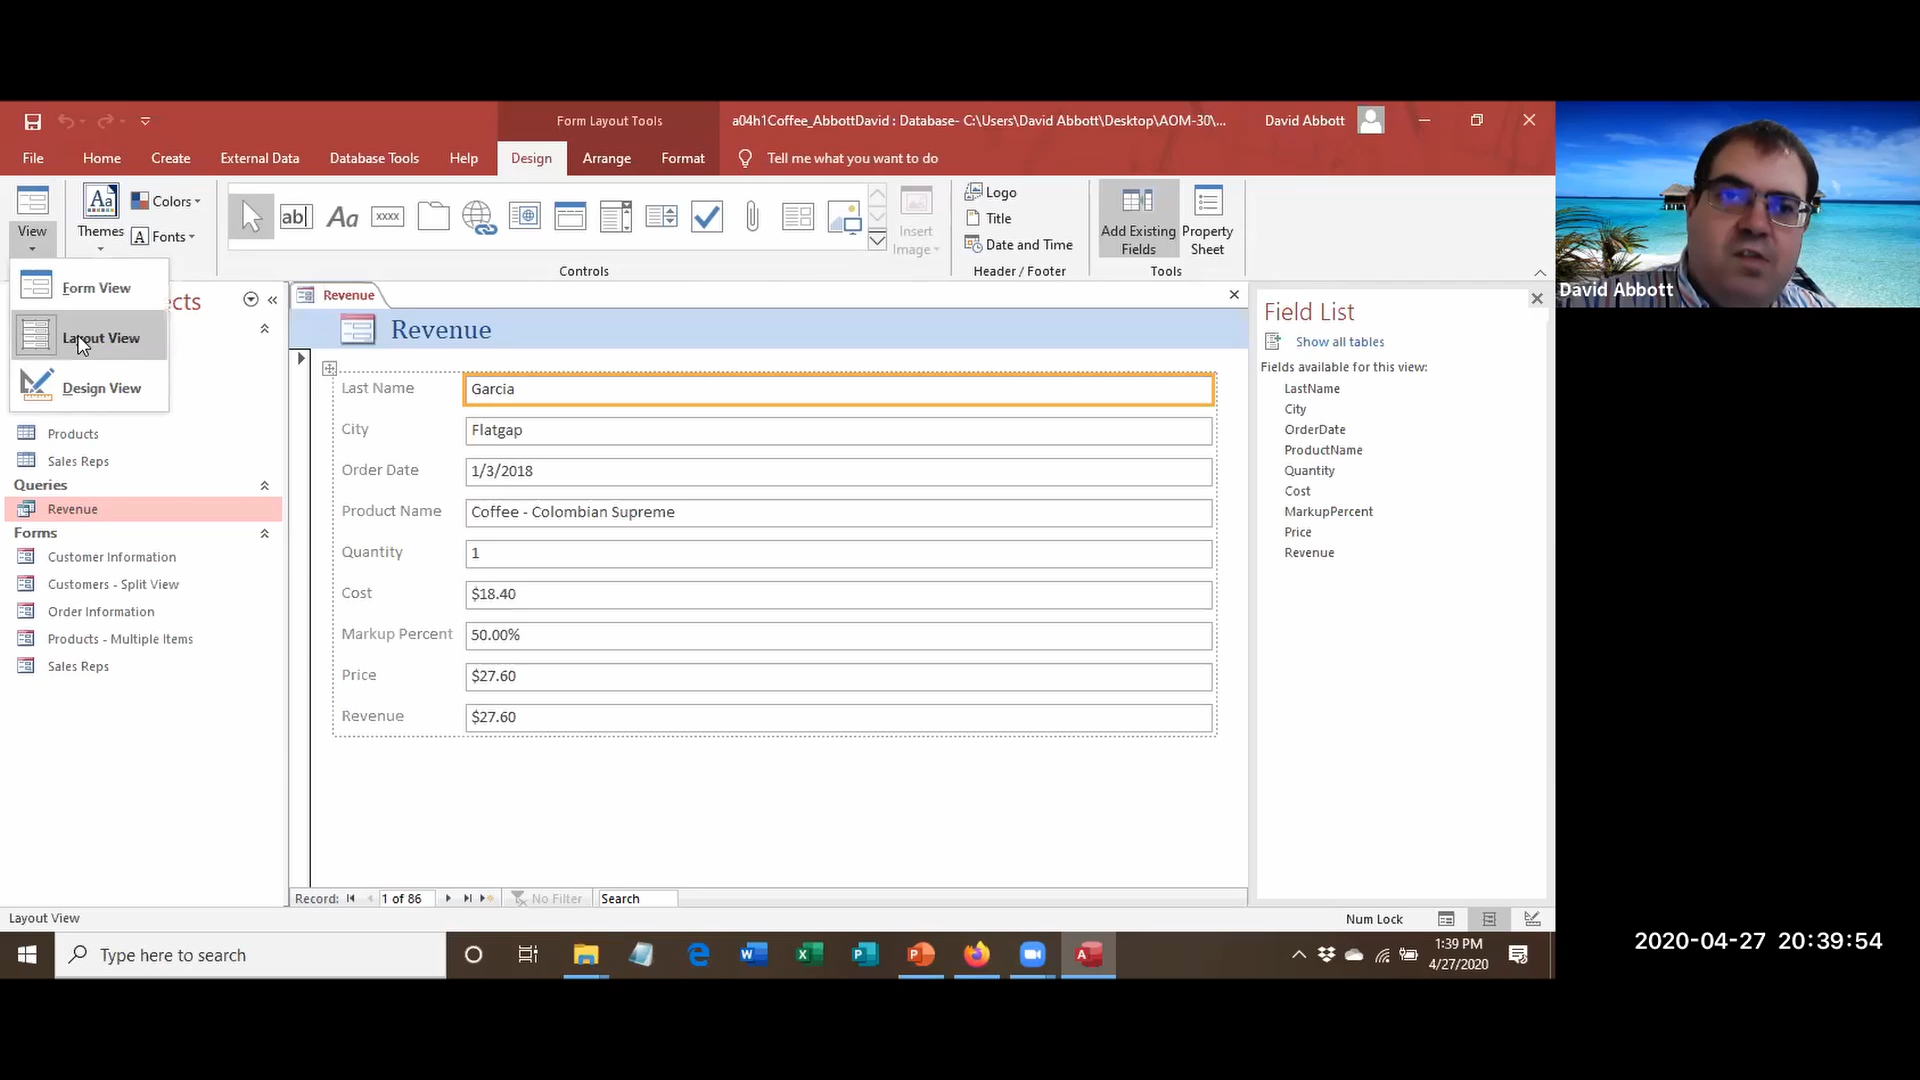 Form Layout Tools
a04h1Coffee_AbbottDavid : Database- C:\Users\David Abbott\Desktop\AOM-30\...
David Abbott
File
Home
Create
External Data
Database Tools
Help
Design
Arrange
Format
Tell me what you want to do
View
Themes
Aa
Colors
A Fonts
ab|
Aa
xxxx
Insert
Image
Controls
Logo
Title
Date and Time
Header / Footer
Add Existing
Fields
Property
Sheet
Tools
Form View
Layout View
Design View
cts
Products
Sales Reps
Queries
Revenue
Forms
Customer Information
Customers - Split View
Order Information
Products - Multiple Items
Sales Reps
Revenue
Revenue
Last Name
Garcia
City
Flatgap
Order Date
1/3/2018
Product Name
Coffee - Colombian Supreme
Quantity
1
Cost
$18.40
Markup Percent
50.00%
Price
$27.60
Revenue
$27.60
Record:
1 of 86
No Filter
Search
Field List
Show all tables
Fields available for this view:
LastName
City
OrderDate
ProductName
Quantity
Cost
MarkupPercent
Price
Revenue
David Abbott
Layout View
Num Lock
Type here to search
1:39 PM
4/27/2020
2020-04-27 20:39:54